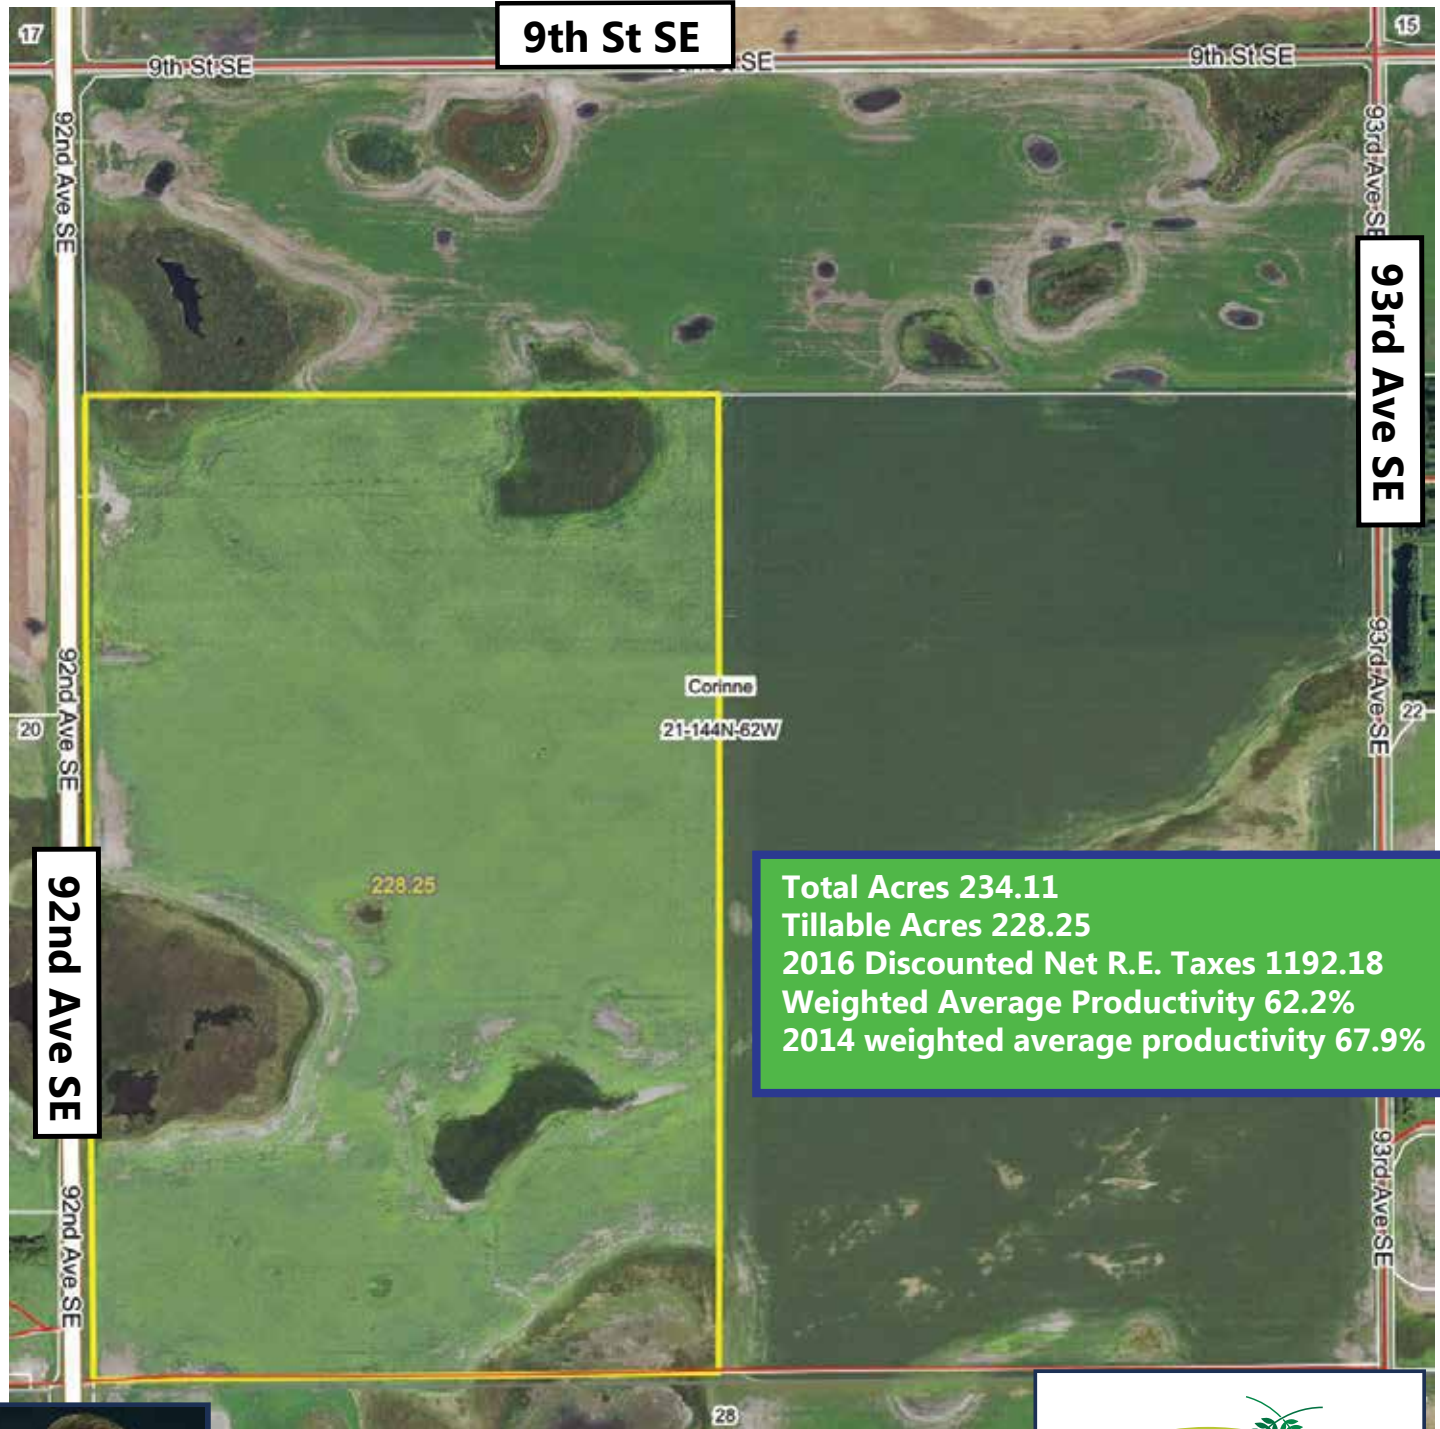 9th St SE
17
15
9th St SE
SE
9th St SE
92nd Ave SE
93rd Ave SE
93rd Ave SE
92nd Ave SE
93rd Ave SE
Corinne
21-144N-62W
20
22
228.25
92nd Ave SE
Total Acres 234.11
Tillable Acres 228.25
2016 Discounted Net R.E. Taxes 1192.18
Weighted Average Productivity 62.2%
2014 weighted average productivity 67.9%
92nd Ave SE
93rd Ave SE
28